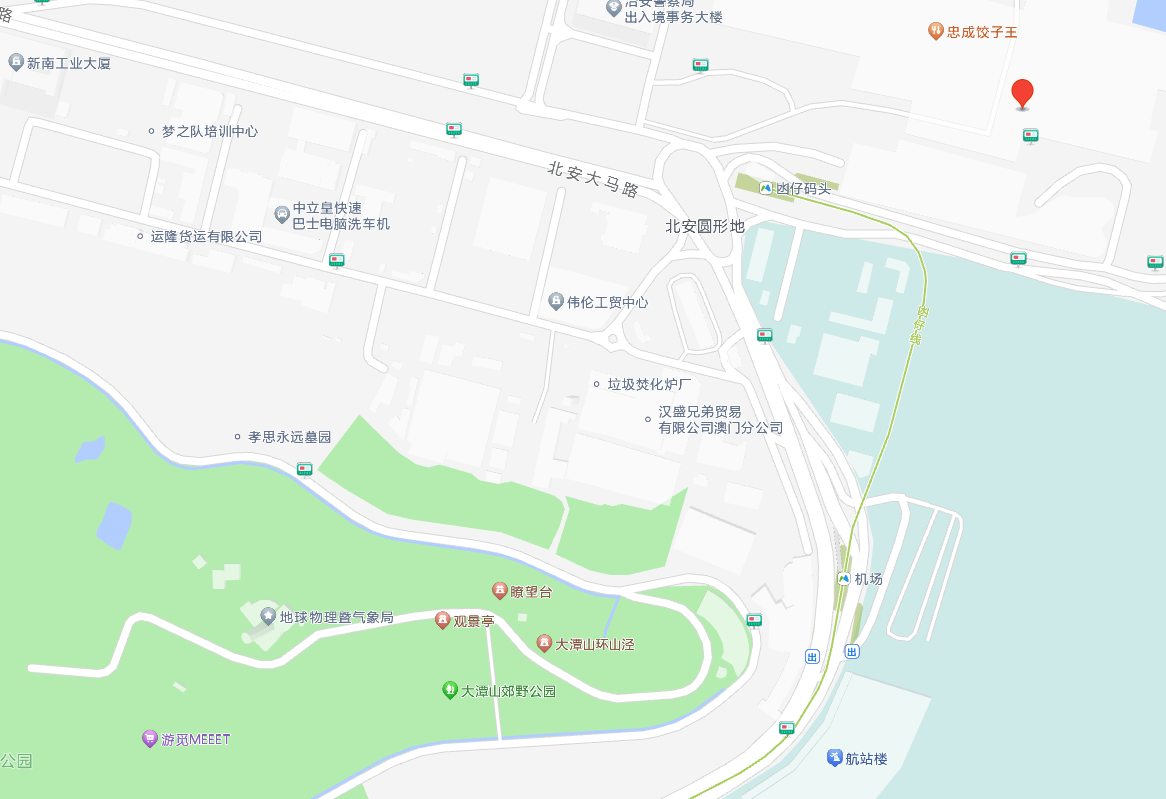 路
治安警察局
出入境事务大楼
忠成饺子王
新南工业大厦
梦之队培训中心
北安大马路
氹仔码头
中立皇快速
巴士电脑洗车机
北安圆形地
运隆货运有限公司
伟伦工贸中心
氹仔线
垃圾焚化炉厂
汉盛兄弟贸易
有限公司澳门分公司
孝思永远墓园
机场
瞭望台
地球物理暨气象局
观景亭
大潭山环山径
出
出
大潭山郊野公园
游觅MEEET
公园
航站楼